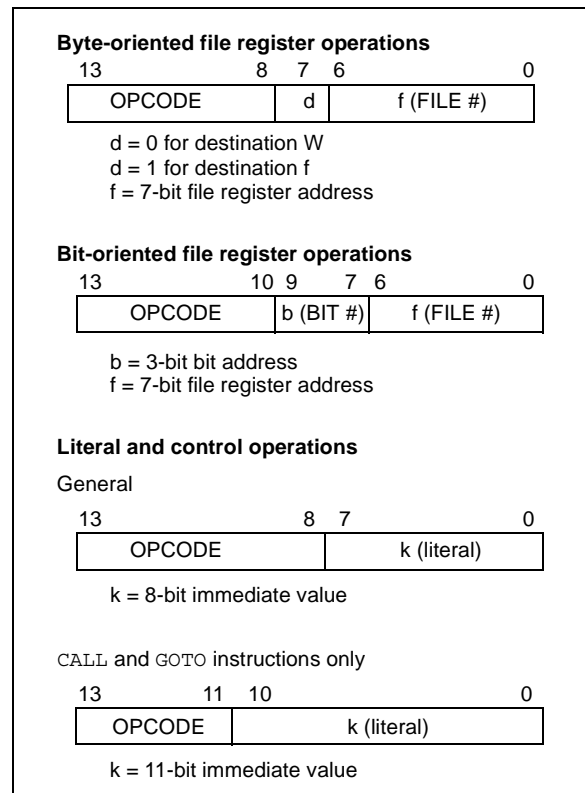 Byte-oriented file register operations
13 8 7 6 0
OPCODE d f (FILE #)
d = 0 for destination W
d = 1 for destination f
f = 7-bit file register address
Bit-oriented file register operations
13 10 9 7 6 0
OPCODE b (BIT #) f (FILE #)
b = 3-bit bit address
f = 7-bit file register address
Literal and control operations
General
13 8 7 0
OPCODE k (literal)
k = 8-bit immediate value
CALL and GOTO instructions only
13 11 10 0
OPCODE k (literal)
k = 11-bit immediate value